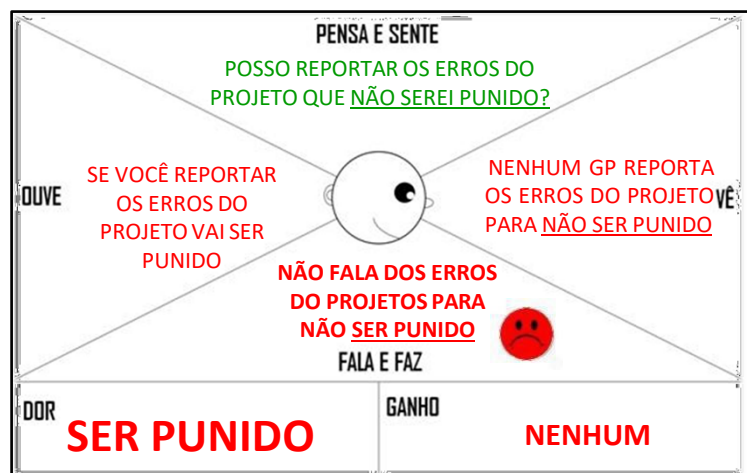 PENSA E SENTE
POSSO REPORTAR OS ERROS DO
PROJETO QUE NÃO SEREI PUNIDO?
OUVE
SE VOCÊ REPORTAR
OS ERROS DO
PROJETO VAI SER
PUNIDO
NENHUM GP REPORTA
OS ERROS DO PROJETO
PARA NÃO SER PUNIDO
VÊ
NÃO FALA DOS ERROS
DO PROJETOS PARA
NÃO SER PUNIDO
FALA E FAZ
DOR
SER PUNIDO
GANHO
NENHUM